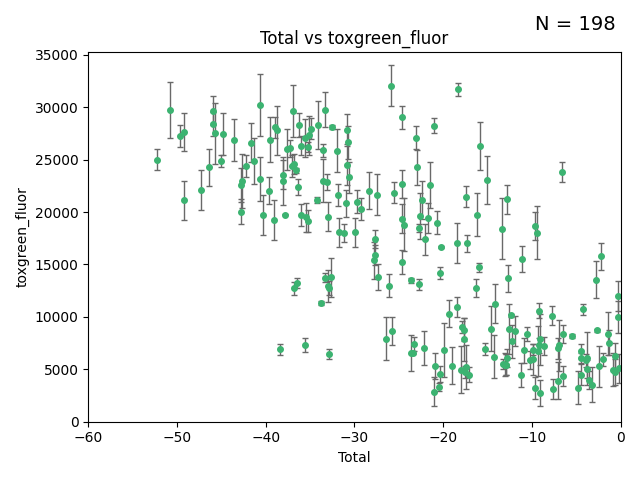 N = 198
Total vs toxgreen_fluor
35000
30000
25000
20000
15000
10000
5000
0
toxgreen_fluor
−60 −50 −40 −30 −20 −10 0
Total